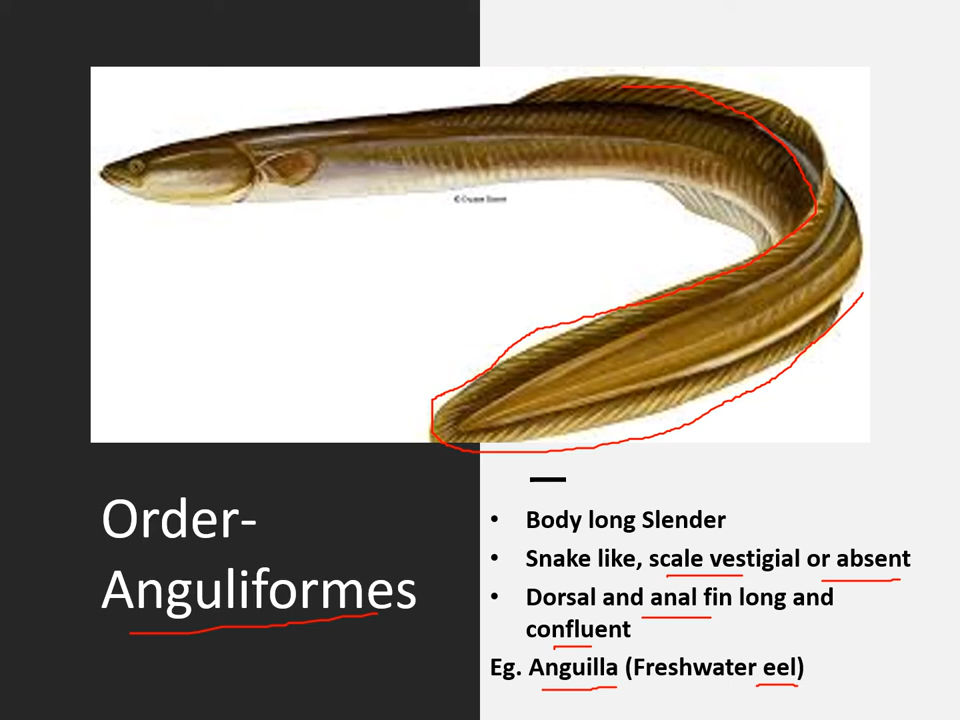 Order-
Anguliformes
• Body long Slender
• Snake like, scale vestigial or absent
• Dorsal and anal fin long and
confluent
Eg. Anguilla (Freshwater eel)